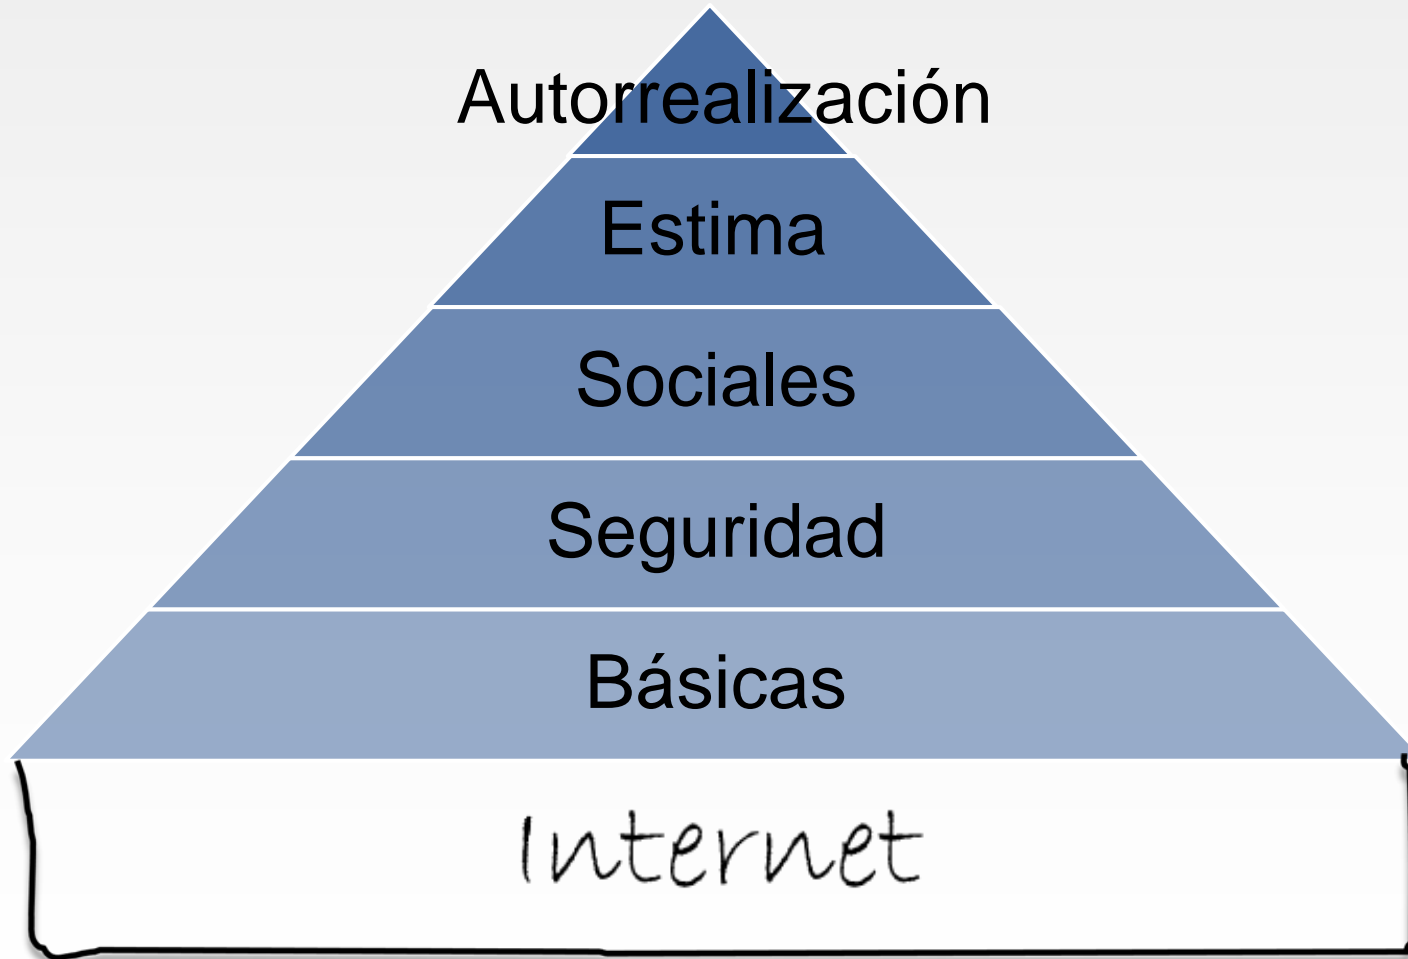 Autorrealización
Estima
Sociales
Seguridad
Básicas
Internet